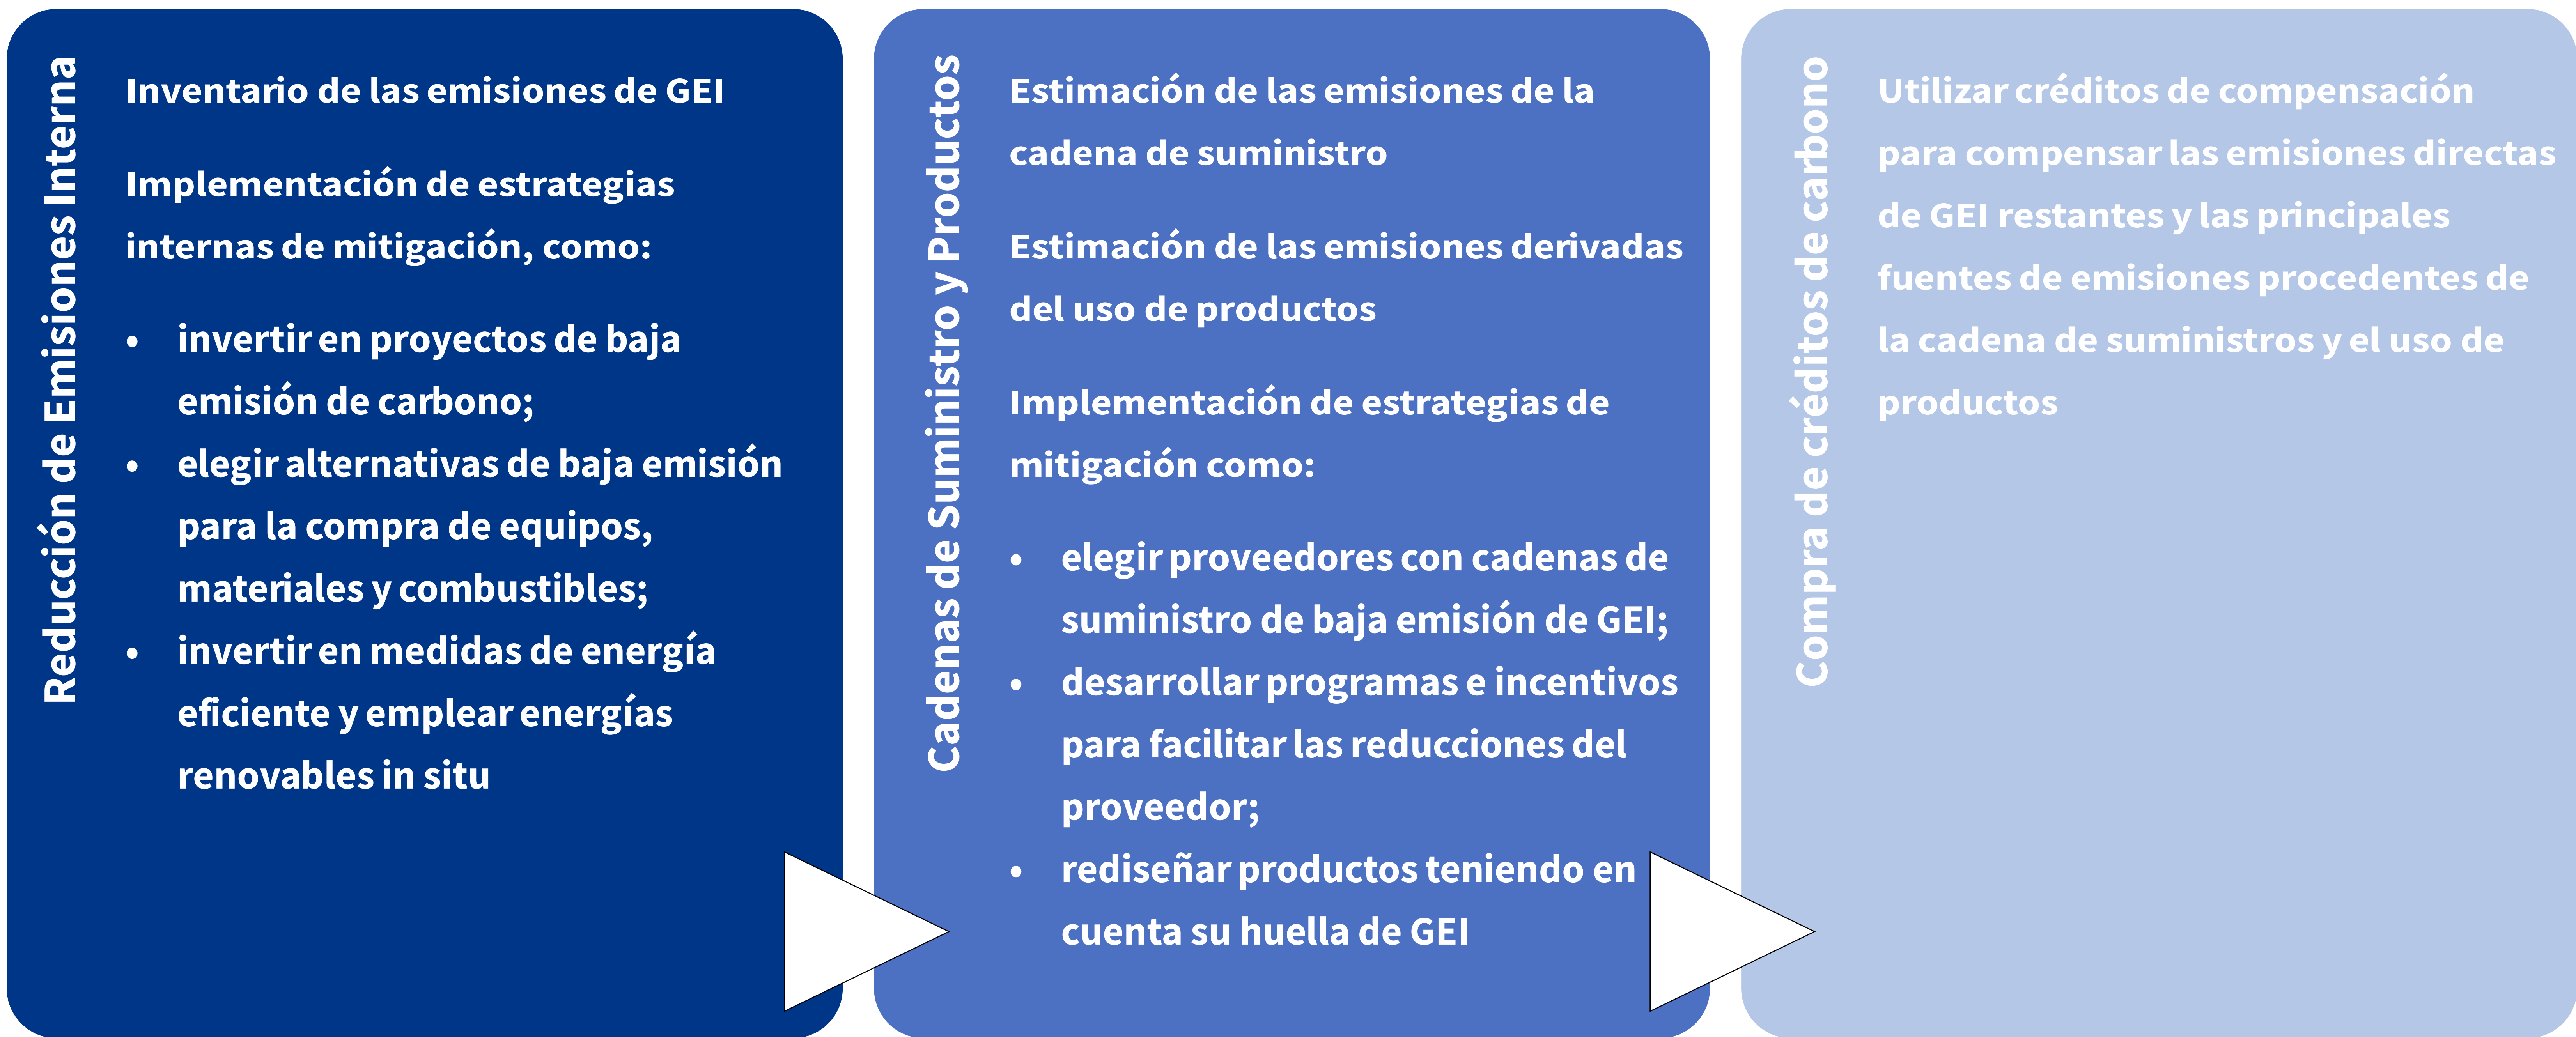 Reducción de Emisiones Interna
Inventario de las emisiones de GEI
Implementación de estrategias
internas de mitigación, como:
• invertir en proyectos de baja
emisión de carbono;
• elegir alternativas de baja emisión
para la compra de equipos,
materiales y combustibles;
• invertir en medidas de energía
eficiente y emplear energías
renovables in situ
Cadenas de Suministro y Productos
Estimación de las emisiones de la
cadena de suministro
Estimación de las emisiones derivadas
del uso de productos
Implementación de estrategias de
mitigación como:
• elegir proveedores con cadenas de
suministro de baja emisión de GEI;
• desarrollar programas e incentivos
para facilitar las reducciones del
proveedor;
• rediseñar productos teniendo en
cuenta su huella de GEI
Compra de créditos de carbono
Utilizar créditos de compensación
para compensar las emisiones directas
de GEI restantes y las principales
fuentes de emisiones procedentes de
la cadena de suministros y el uso de
productos